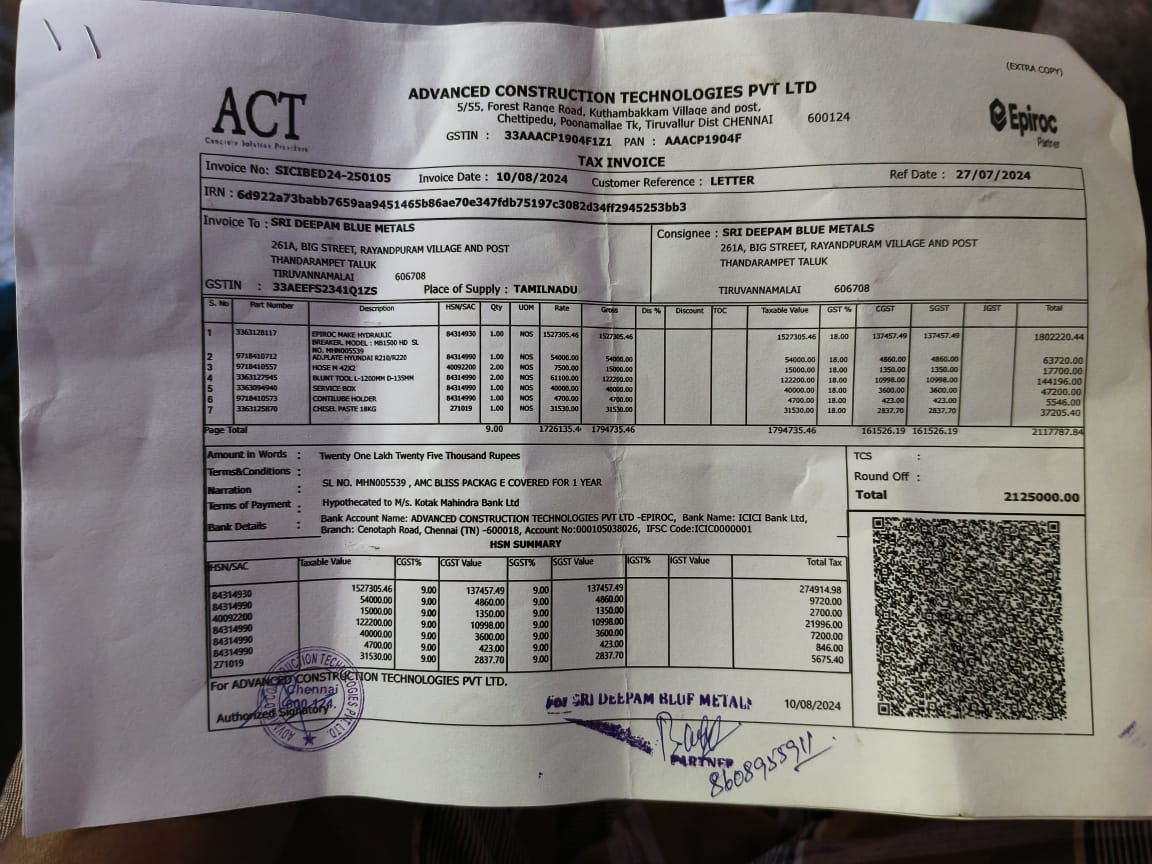 (EXTRA COPY)
ACT
Concrete Solution Providers
ADVANCED CONSTRUCTION TECHNOLOGIES PVT LTD
5/55, Forest Range Road, Kuthambakkam Village and post,
Chettipedu, Poonamallae Tk, Tiruvallur Dist CHENNAI 600124
GSTIN : 33AAACP1904F1Z1 PAN : AAACP1904F
Epiroc
Partner
TAX INVOICE
Invoice No: SICIBED24-250105 Invoice Date : 10/08/2024 Customer Reference : LETTER Ref Date : 27/07/2024
IRN : 6d922a73babb7659aa9451465b86ae70e347fdb75197c3082d34ff2945253bb3
Invoice To : SRI DEEPAM BLUE METALS
261A, BIG STREET, RAYANDPURAM VILLAGE AND POST
THANDARAMPET TALUK
TIRUVANNAMALAI 606708
GSTIN : 33AEEFS2341Q1ZS Place of Supply : TAMILNADU
Consignee : SRI DEEPAM BLUE METALS
261A, BIG STREET, RAYANDPURAM VILLAGE AND POST
THANDARAMPET TALUK
TIRUVANNAMALAI 606708
S. No Part Number Description HSN/SAC Qty UOM Rate Gross Dis % Discount TOC Taxable Value GST % CGST SGST IGST Total
1 3363128117 EPIROC MAKE HYDRAULIC 84314930 1.00 NOS 1527305.46 1527305.46 1527305.46 18.00 137457.49 137457.49 1802220.44
BREAKER. MODEL : MB1500 HD SL
NO. MHN005539
2 9718410712 AD.PLATE HYUNDAI R210/R220 84314990 1.00 NOS 54000.00 54000.00 54000.00 18.00 4860.00 4860.00 63720.00
3 9718410557 HOSE M 42X2 40092200 2.00 NOS 7500.00 15000.00 15000.00 18.00 1350.00 1350.00 17700.00
4 3363127945 BLUNT TOOL L-1200MM D-135MM 84314990 2.00 NOS 61100.00 122200.00 122200.00 18.00 10998.00 10998.00 144196.00
5 3363094940 SERVICE BOX 84314990 1.00 NOS 40000.00 40000.00 40000.00 18.00 3600.00 3600.00 47200.00
6 9718410573 CONTILUBE HOLDER 84314990 1.00 NOS 4700.00 4700.00 4700.00 18.00 423.00 423.00 5546.00
7 3363125870 CHISEL PASTE 18KG 271019 1.00 NOS 31530.00 31530.00 31530.00 18.00 2837.70 2837.70 37205.40
Page Total 9.00 1726135.4 1794735.46 1794735.46 161526.19 161526.19 2117787.84
Amount in Words : Twenty One Lakh Twenty Five Thousand Rupees
Terms&Conditions :
Narration : SL NO. MHN005539 , AMC BLISS PACKAG E COVERED FOR 1 YEAR
Terms of Payment : Hypothecated to M/s. Kotak Mahindra Bank Ltd
Bank Details : Bank Account Name: ADVANCED CONSTRUCTION TECHNOLOGIES PVT LTD -EPIROC, Bank Name: ICICI Bank Ltd,
Branch: Cenotaph Road, Chennai (TN) -600018, Account No:000105038026, IFSC Code:ICIC0000001
TCS :
Round Off :
Total 2125000.00
HSN SUMMARY
HSN/SAC Taxable Value CGST% CGST Value SGST% SGST Value IGST% IGST Value Total Tax
84314930 1527305.46 9.00 137457.49 9.00 137457.49 274914.98
84314990 54000.00 9.00 4860.00 9.00 4860.00 9720.00
40092200 15000.00 9.00 1350.00 9.00 1350.00 2700.00
84314990 122200.00 9.00 10998.00 9.00 10998.00 21996.00
84314990 40000.00 9.00 3600.00 9.00 3600.00 7200.00
84314990 4700.00 9.00 423.00 9.00 423.00 846.00
271019 31530.00 9.00 2837.70 9.00 2837.70 5675.40
For ADVANCED CONSTRUCTION TECHNOLOGIES PVT LTD.
Chennai
600 124.
Authorized Signatory
For SRI DEEPAM BLUE METALS 10/08/2024
PARTNER
8608955911